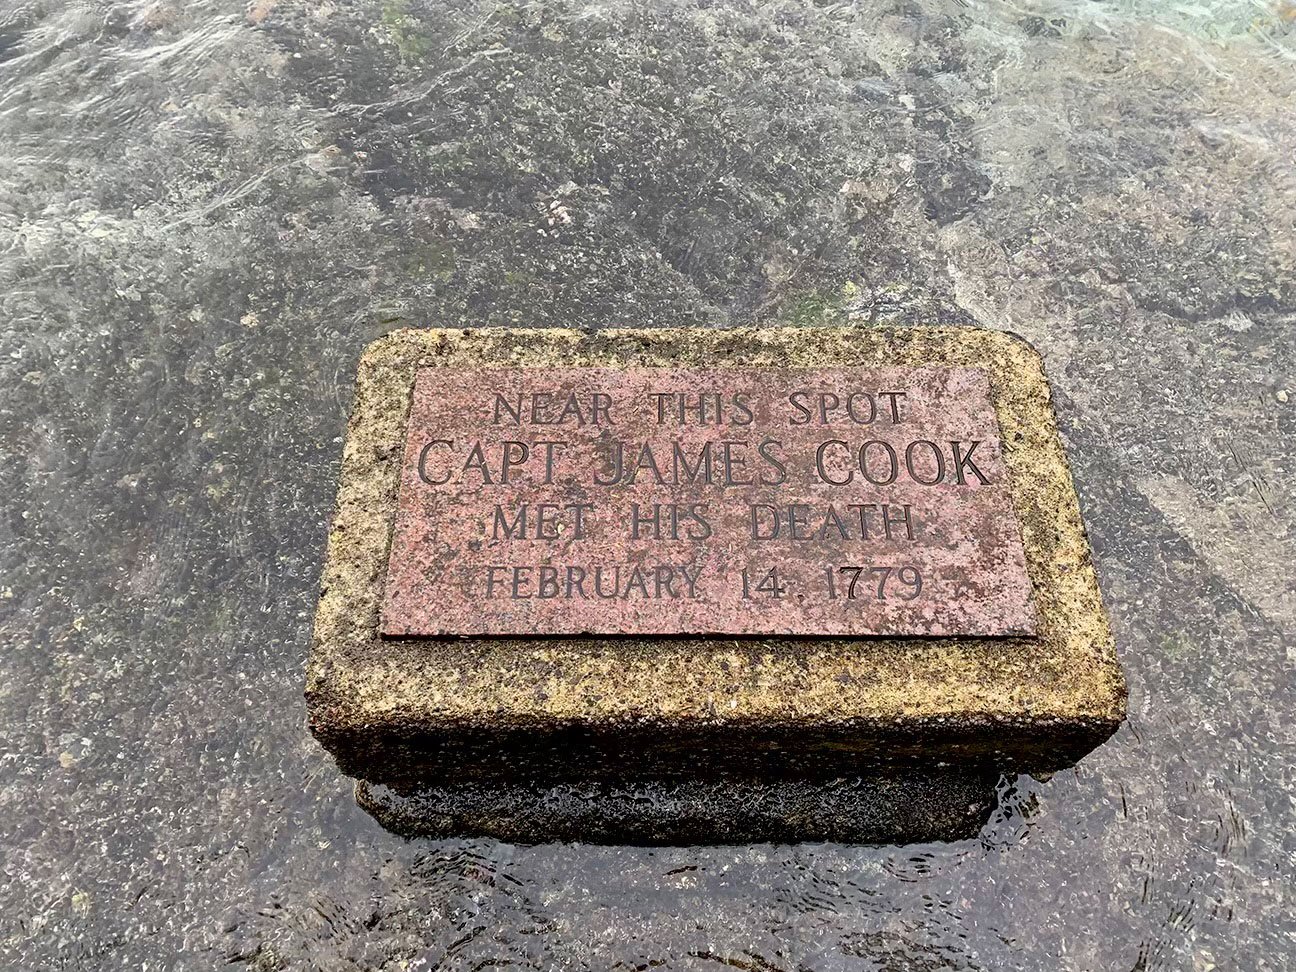 NEAR THIS SPOT
CAPT. JAMES COOK
MET HIS DEATH
FEBRUARY 14, 1779